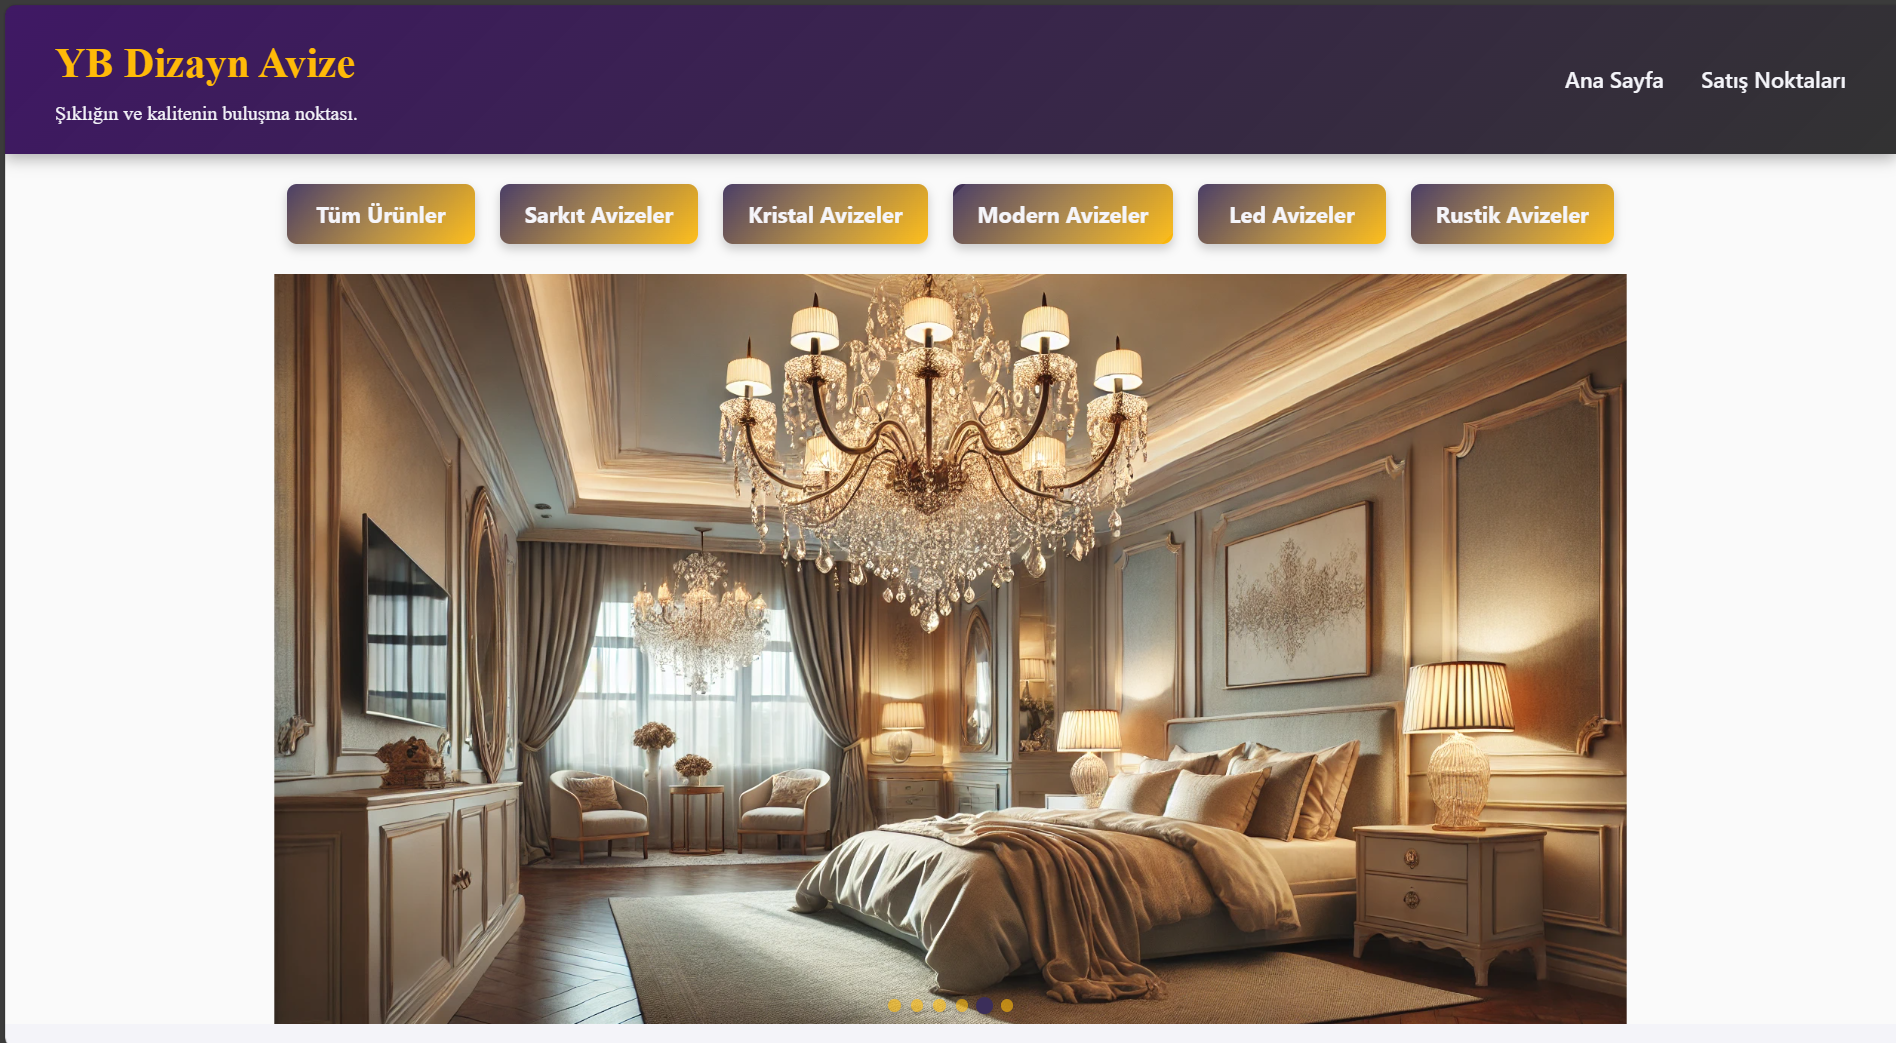 YB Dizayn Avize
Şıklığın ve kalitenin buluşma noktası.
Ana Sayfa
Satış Noktaları
Tüm Ürünler
Sarkıt Avizeler
Kristal Avizeler
Modern Avizeler
Led Avizeler
Rustik Avizeler